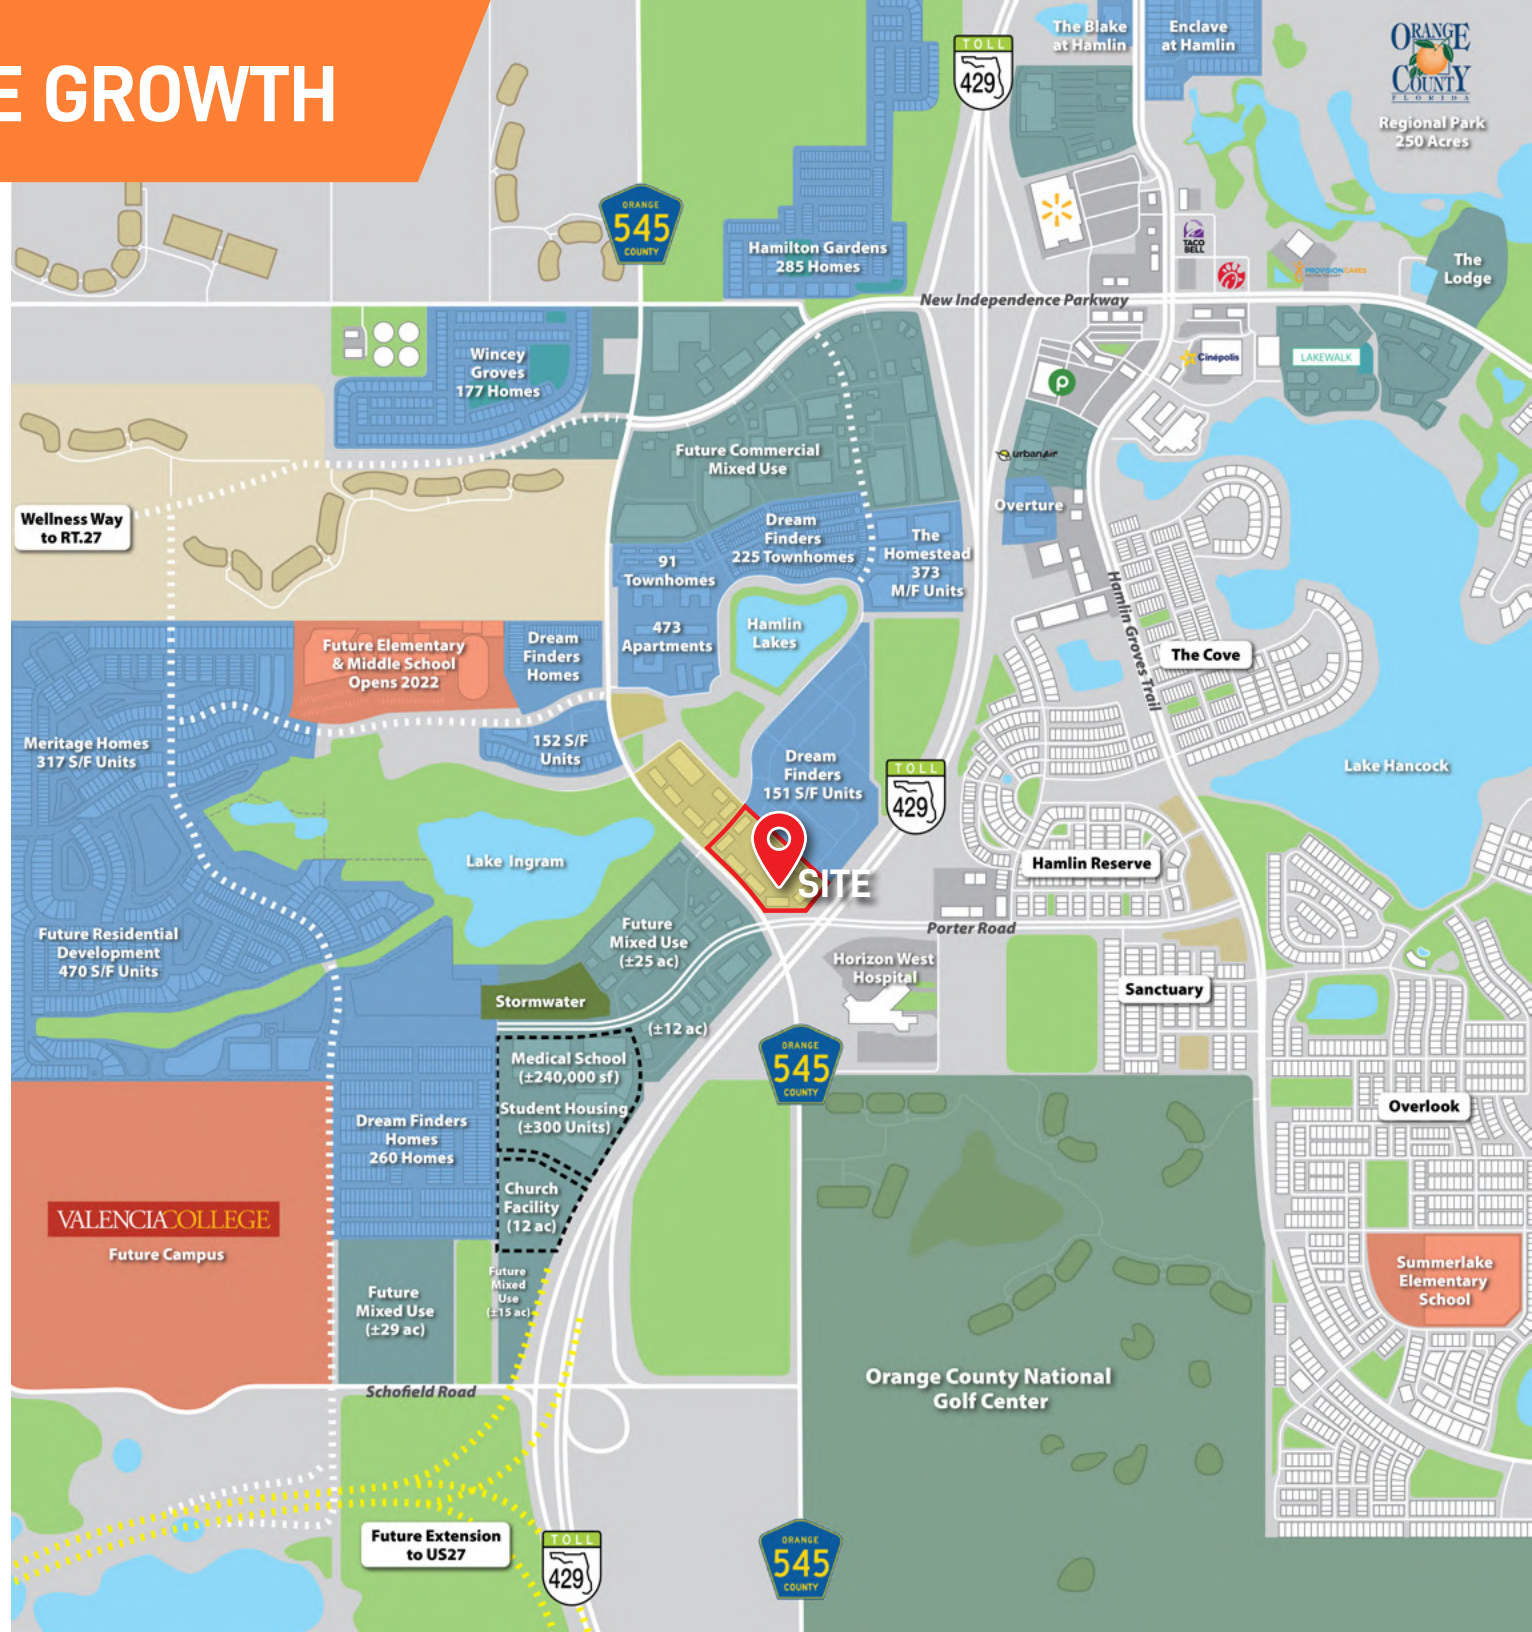 E GROWTH
The Blake
at Hamlin
Enclave
at Hamlin
ORANGE
COUNTY
FLORIDA
Regional Park
250 Acres
TOLL
429
ORANGE
545
COUNTY
Hamilton Gardens
285 Homes
TACO
BELL
PROVISION CARES
The
Lodge
New Independence Parkway
Wincey
Groves
177 Homes
Cinépolis
LAKEWALK
P
Future Commercial
Mixed Use
urbanair
Overture
Wellness Way
to RT.27
Dream
Finders
225 Townhomes
The
Homestead
373
M/F Units
91
Townhomes
473
Apartments
Hamlin
Lakes
Hamlin Groves Trail
The Cove
Future Elementary
& Middle School
Opens 2022
Dream
Finders
Homes
Meritage Homes
317 S/F Units
152 S/F
Units
Dream
Finders
151 S/F Units
TOLL
429
Lake Hancock
Lake Ingram
SITE
Hamlin Reserve
Porter Road
Future Residential
Development
470 S/F Units
Future
Mixed Use
(±25 ac)
Horizon West
Hospital
Sanctuary
Stormwater
(±12 ac)
Medical School
(±240,000 sf)
Student Housing
(±300 Units)
ORANGE
545
COUNTY
Overlook
Dream Finders
Homes
260 Homes
Church
Facility
(12 ac)
VALENCIACOLLEGE
Future Campus
Future
Mixed Use
(±29 ac)
Future
Mixed
Use
(±15 ac)
Summerlake
Elementary
School
Schofield Road
Orange County National
Golf Center
Future Extension
to US27
TOLL
429
ORANGE
545
COUNTY